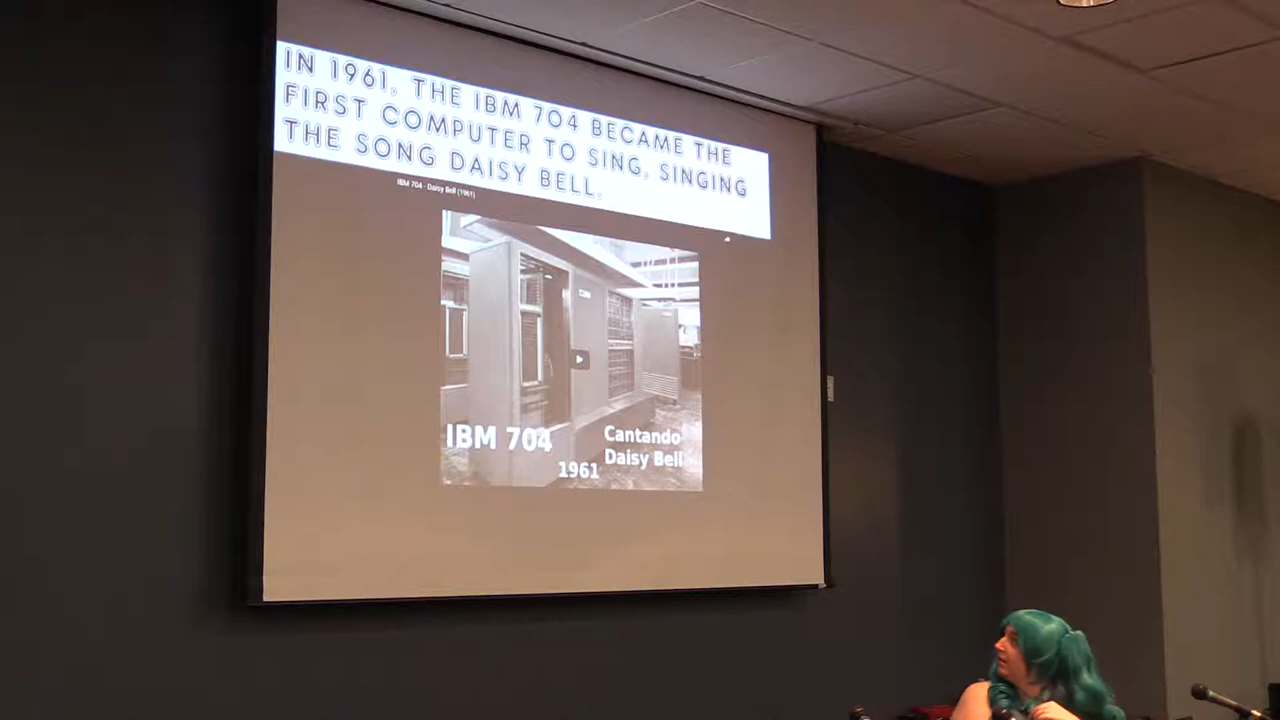 IN 1961, THE IBM 704 BECAME THE
FIRST COMPUTER TO SING, SINGING
THE SONG DAISY BELL.
IBM 704 - Daisy Bell (1961)
IBM 704
Cantando
Daisy Bell
1961